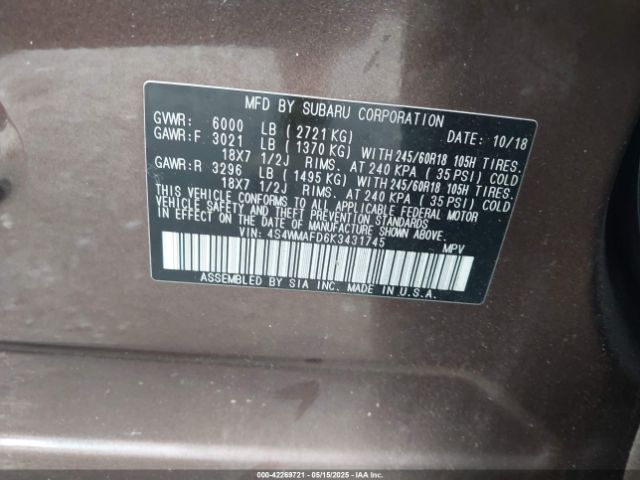 MFD BY SUBARU CORPORATION
GVWR: 6000 LB ( 2721 KG) DATE: 10/18
GAWR:F 3021 LB ( 1370 KG) WITH 245/60R18 105H TIRES.
18X7 1/2J RIMS. AT 240 KPA ( 35 PSI) COLD
GAWR:R 3296 LB ( 1495 KG) WITH 245/60R18 105H TIRES.
18X7 1/2J RIMS. AT 240 KPA ( 35 PSI) COLD
THIS VEHICLE CONFORMS TO ALL APPLICABLE FEDERAL MOTOR
VEHICLE SAFETY AND THEFT PREVENTION STANDARDS
IN EFFECT ON THE DATE OF MANUFACTURE SHOWN ABOVE.
VIN: 4S4WMAFD6K3431745 MPV
ASSEMBLED BY SIA INC. MADE IN U.S.A.
000-42269721 - 05/15/2025 - IAAI.com